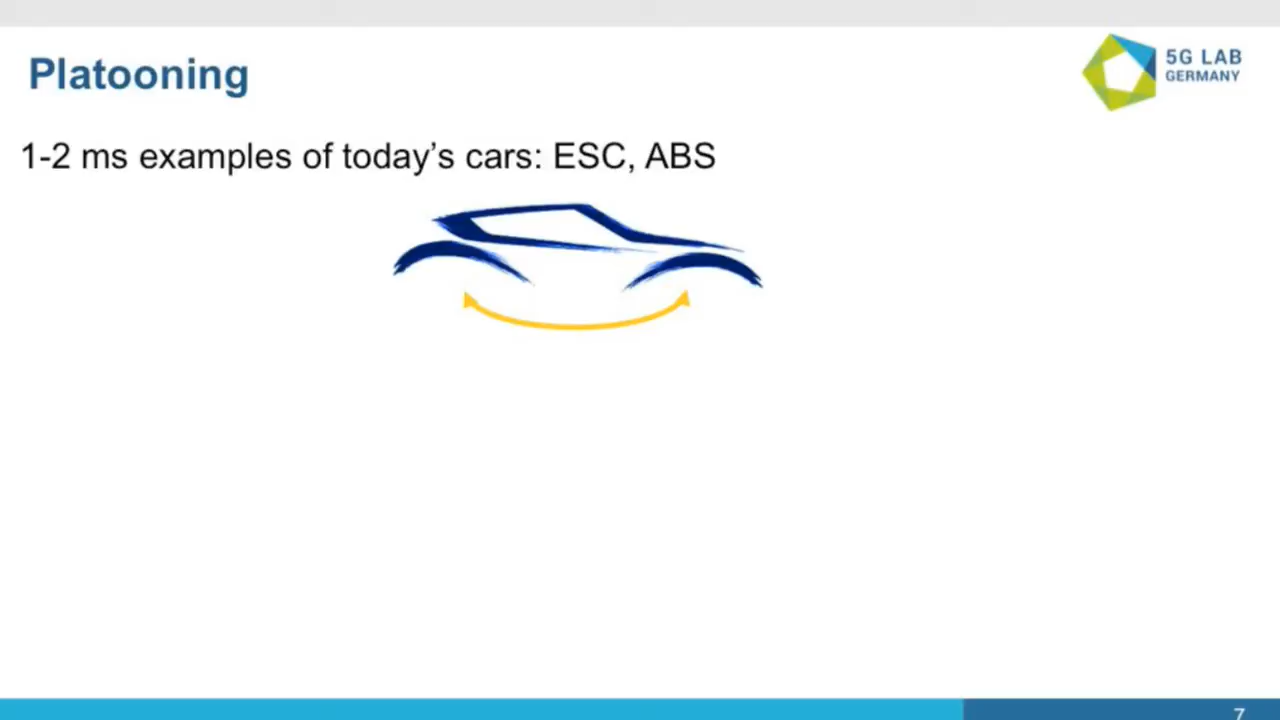 Platooning
5G LAB
GERMANY
1-2 ms examples of today’s cars: ESC, ABS
7